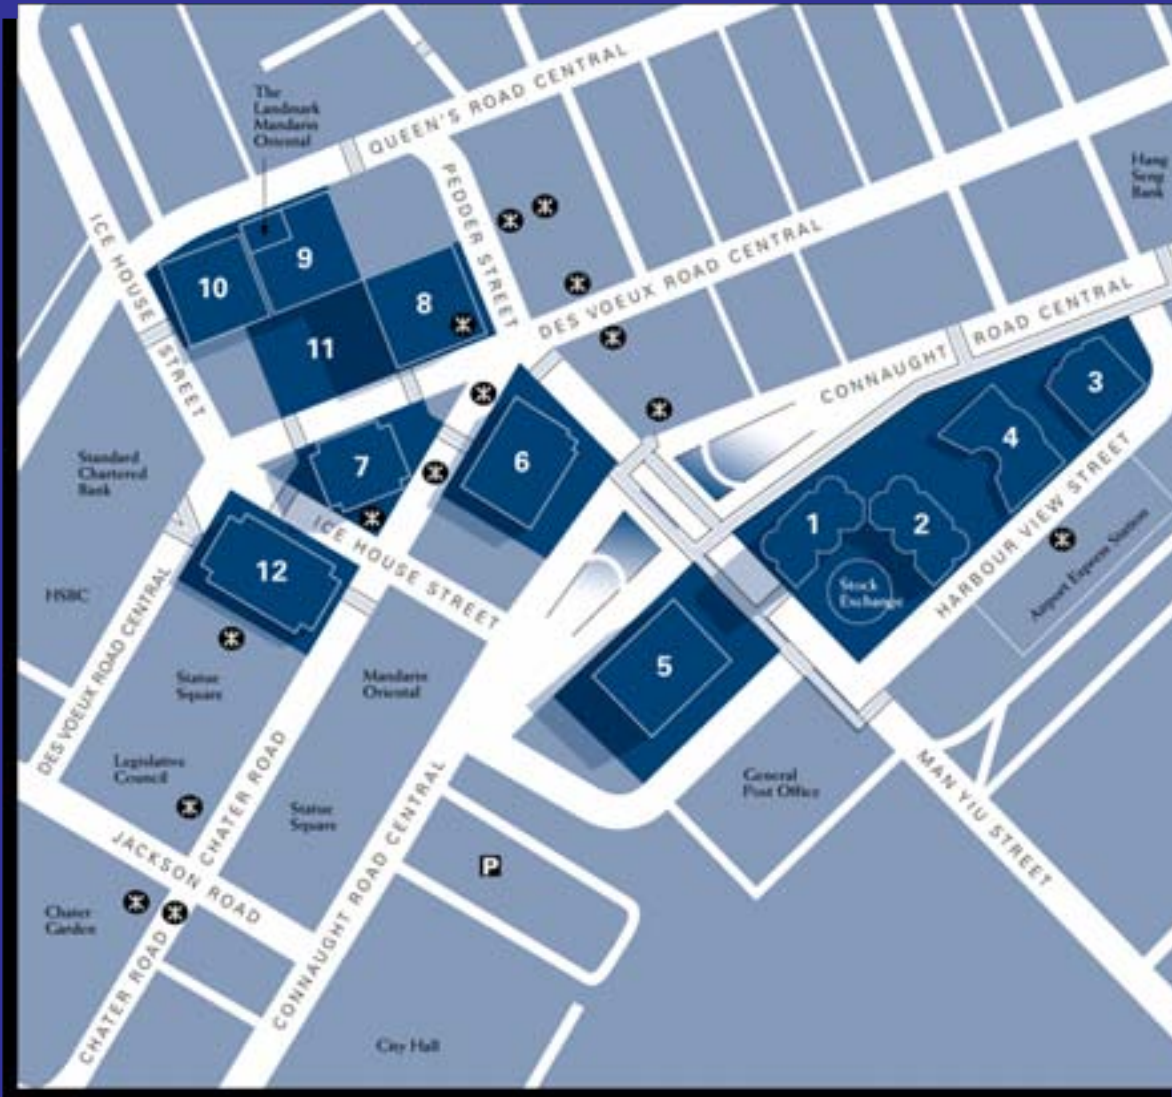 The
Landmark
Mandarin
Oriental
QUEEN'S ROAD CENTRAL
PEDDER STREET
ICE HOUSE STREET
DES VOEUX ROAD CENTRAL
Hang
Seng
Bank
CONNAUGHT ROAD CENTRAL
10
9
8
11
7
6
3
4
1
2
Stock
Exchange
HARBOUR VIEW STREET
Airport Express Station
Standard
Chartered
Bank
ICE HOUSE STREET
12
5
HSBC
DES VOEUX ROAD CENTRAL
Statue
Square
Mandarin
Oriental
Legislative
Council
CHATER ROAD
Statue
Square
General
Post Office
MAN YIU STREET
JACKSON ROAD
CONNAUGHT ROAD CENTRAL
P
Chater
Garden
CHATER ROAD
City Hall